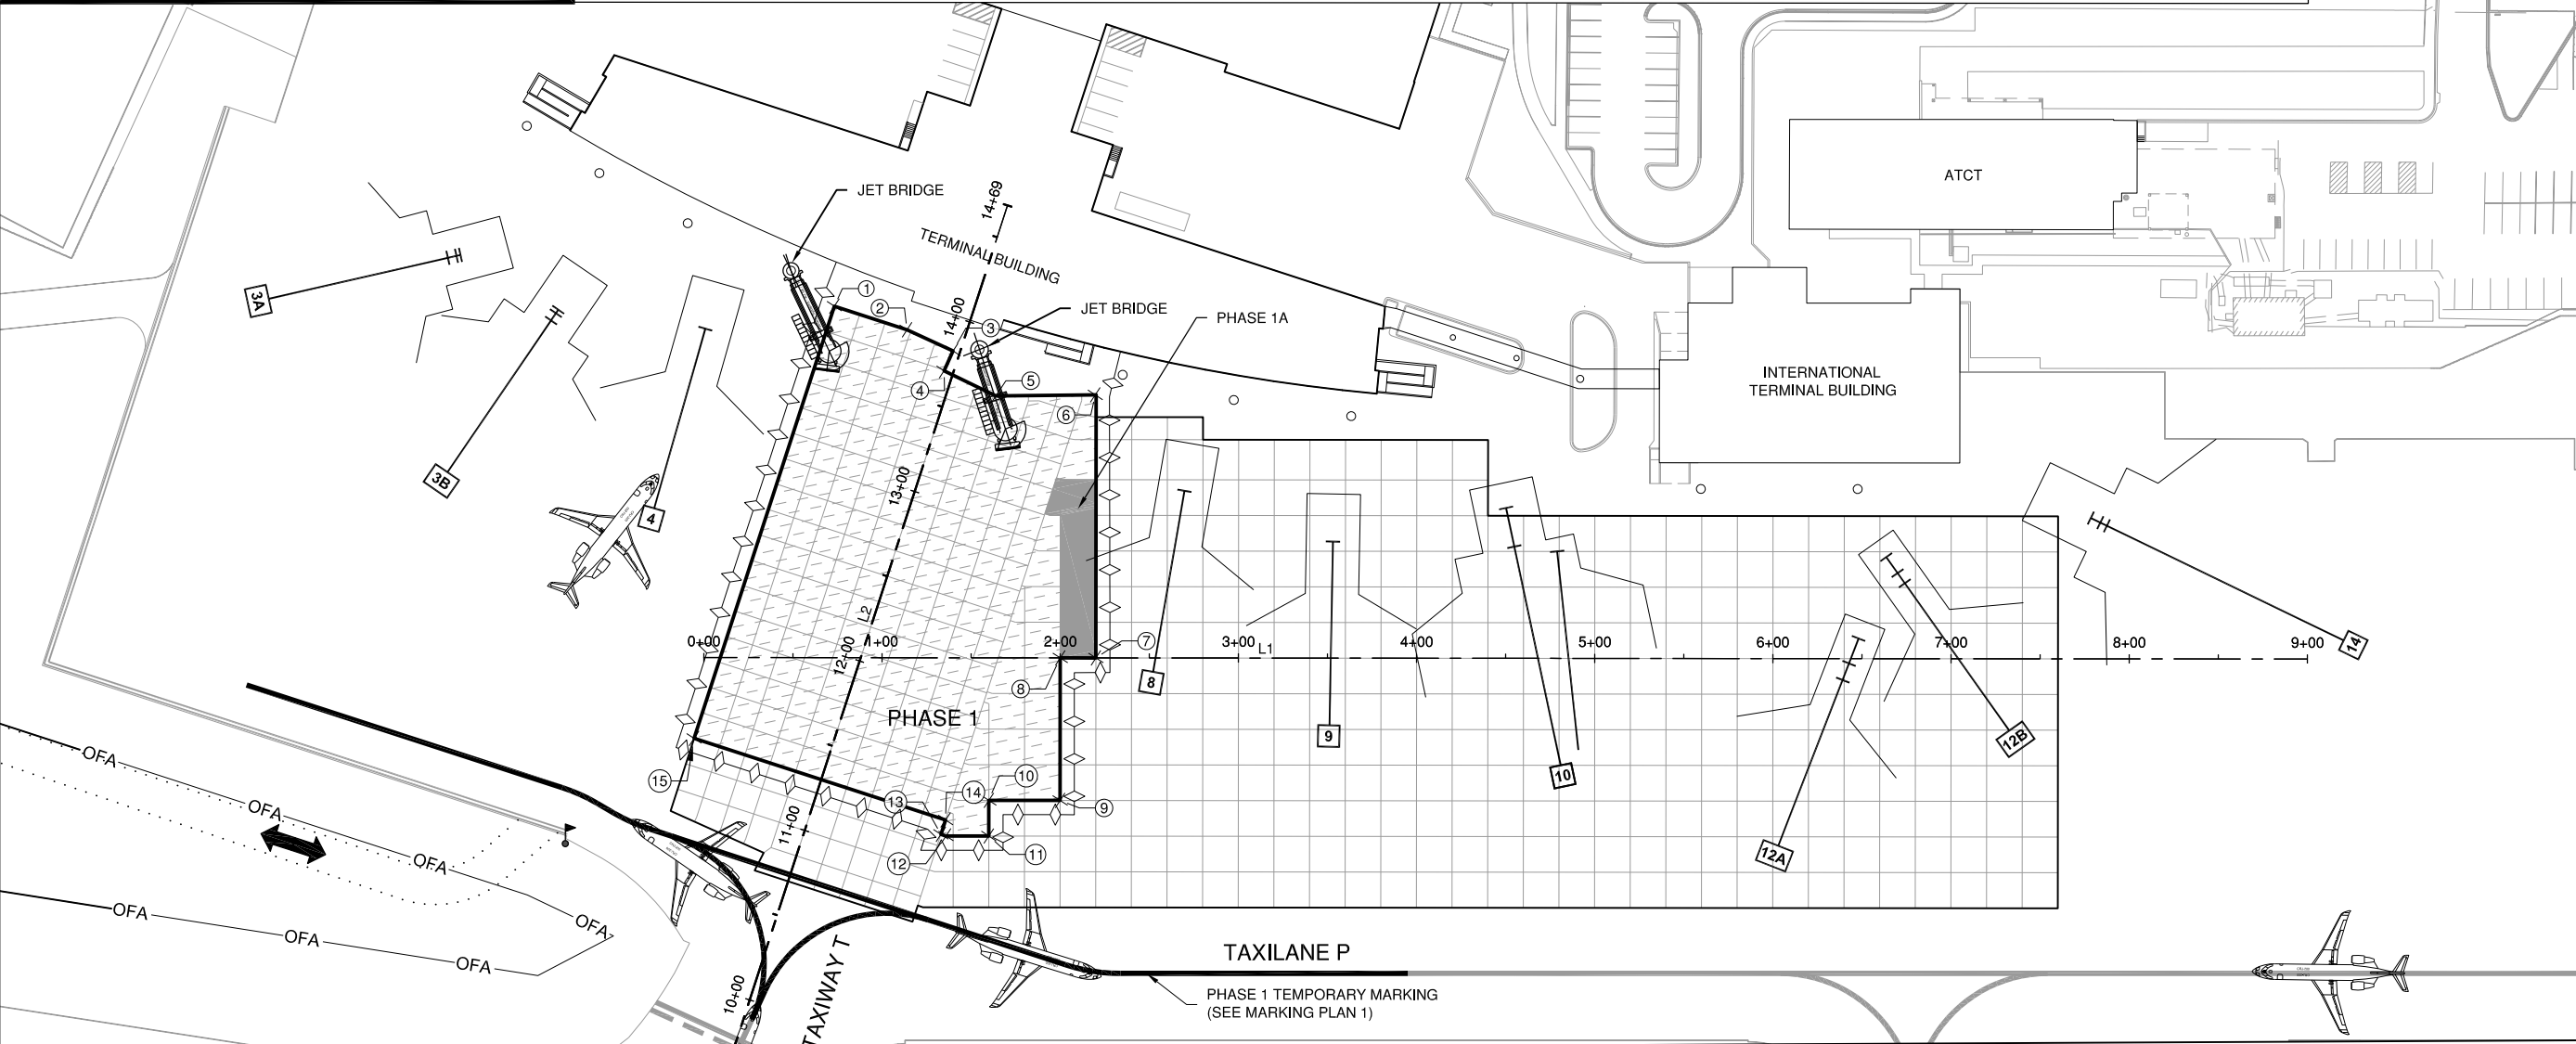 14+69
JET BRIDGE
ATCT
TERMINAL BUILDING
3A
1
2
14+00
3
JET BRIDGE
PHASE 1A
4
5
6
INTERNATIONAL
TERMINAL BUILDING
3B
13+00
4
L2
0+00
1+00
2+00
7
3+00
L1
4+00
5+00
6+00
7+00
8+00
9+00
14
12+00
8
8
PHASE 1
9
12B
OFA
15
10
10
14
13
9
OFA
11+00
OFA
12
11
12A
OFA
OFA
OFA
OFA
TAXILANE P
10+00
TAXIWAY T
PHASE 1 TEMPORARY MARKING
(SEE MARKING PLAN 1)